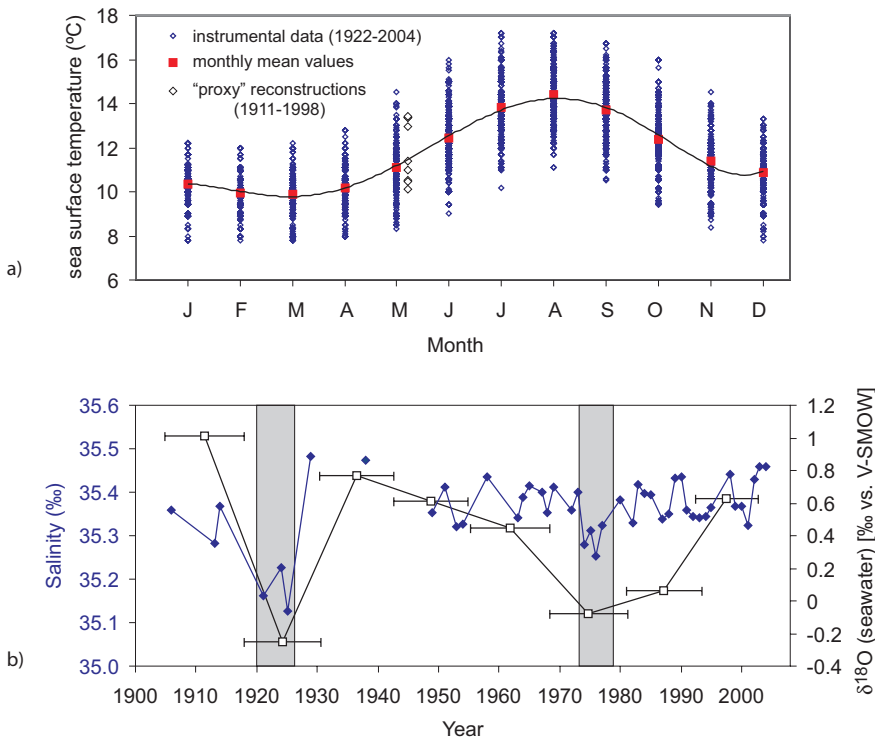 18
16
14
12
10
8
6
sea surface temperature (ºC)
instrumental data (1922-2004)
monthly mean values
“proxy” reconstructions
(1911-1998)
a)
J F M A M J J A S O N D
Month
35.6
35.5
35.4
35.3
35.2
35.1
35.0
Salinity (‰)
1.2
1
0.8
0.6
0.4
0.2
0
-0.2
-0.4
δ18O (seawater) [‰ vs. V-SMOW]
b)
1900 1910 1920 1930 1940 1950 1960 1970 1980 1990 2000
Year